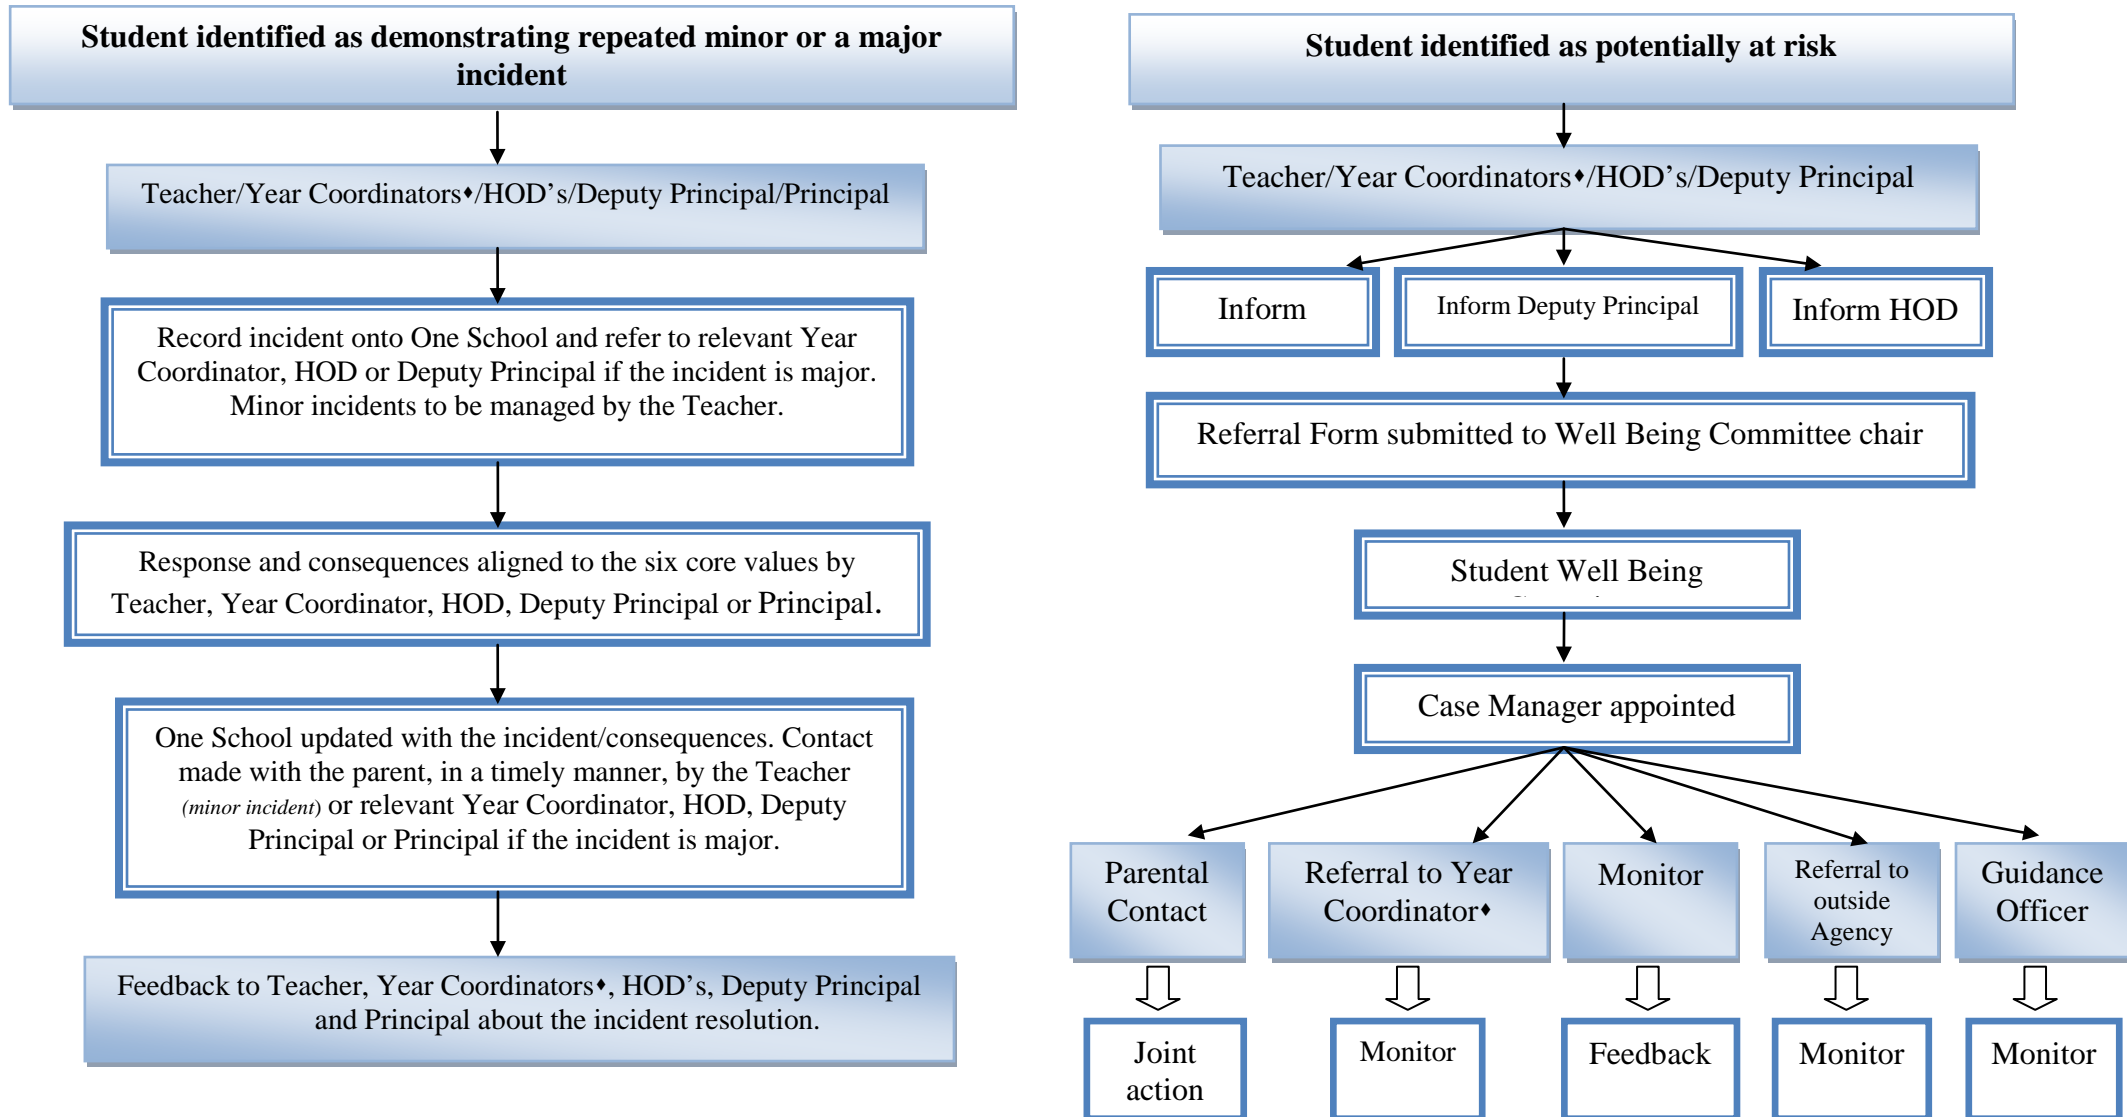 Student identified as demonstrating repeated minor or a major
incident
Teacher/Year Coordinators♦/HOD's/Deputy Principal/Principal
Record incident onto One School and refer to relevant Year
Coordinator, HOD or Deputy Principal if the incident is major.
Minor incidents to be managed by the Teacher.
Response and consequences aligned to the six core values by
Teacher, Year Coordinator, HOD, Deputy Principal or Principal.
One School updated with the incident/consequences. Contact
made with the parent, in a timely manner, by the Teacher
(minor incident) or relevant Year Coordinator, HOD, Deputy
Principal or Principal if the incident is major.
Feedback to Teacher, Year Coordinators♦, HOD's, Deputy Principal
and Principal about the incident resolution.
Student identified as potentially at risk
Teacher/Year Coordinators♦/HOD's/Deputy Principal
Inform
Inform Deputy Principal
Inform HOD
Referral Form submitted to Well Being Committee chair
Student Well Being
Case Manager appointed
Parental
Contact
Referral to Year
Coordinator♦
Monitor
Referral to
outside
Agency
Guidance
Officer
Joint
action
Monitor
Feedback
Monitor
Monitor